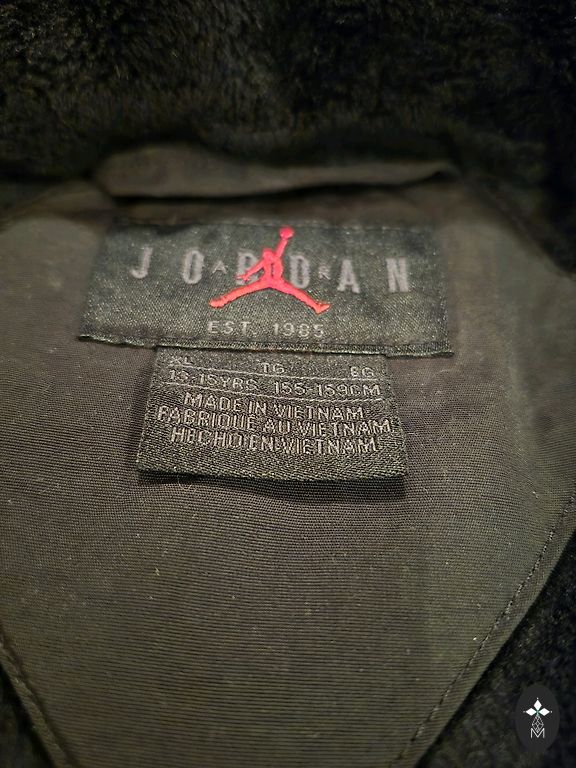 JORDAN
AIR
EST. 1985
XL TG EG
13-15YRS 155-159CM
MADE IN VIETNAM
FABRIQUE AU VIETNAM
HECHO EN VIETNAM
M